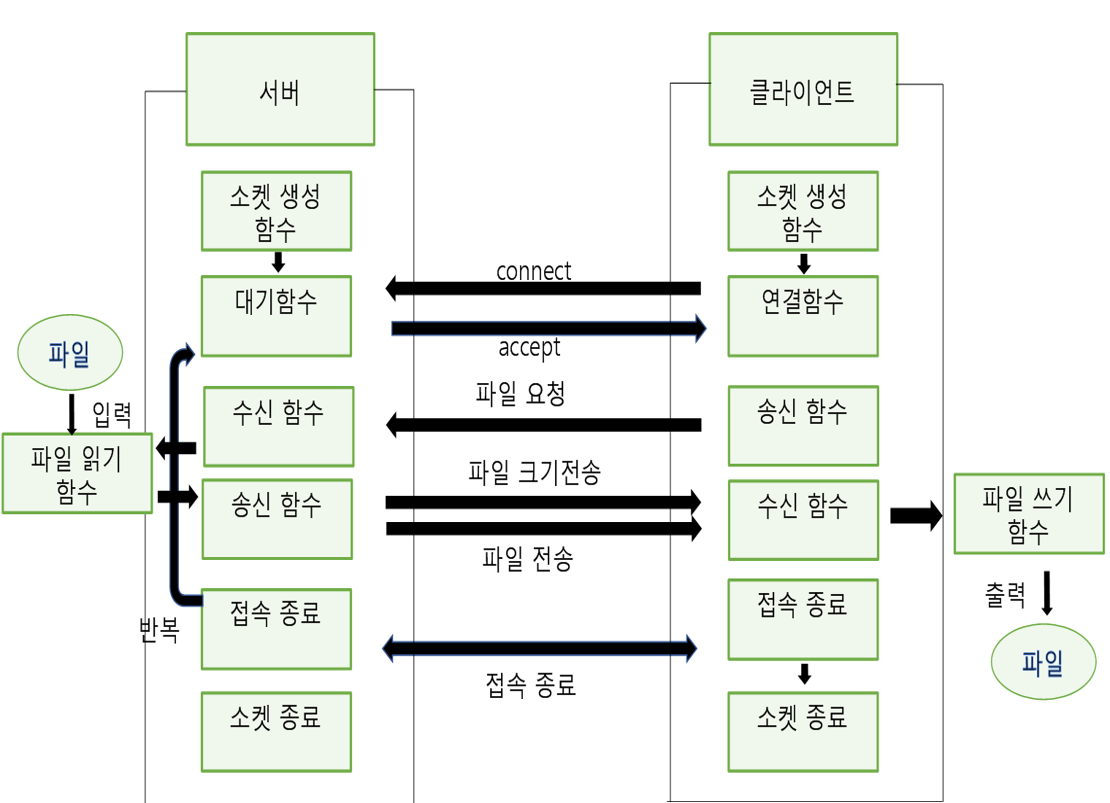 서버
클라이언트
소켓 생성
함수
소켓 생성
함수
connect
대기함수
연결함수
accept
파일
입력
파일 읽기
함수
파일 요청
수신 함수
송신 함수
파일 크기전송
송신 함수
수신 함수
파일 전송
파일 쓰기
함수
출력
파일
접속 종료
반복
접속 종료
접속 종료
소켓 종료
소켓 종료